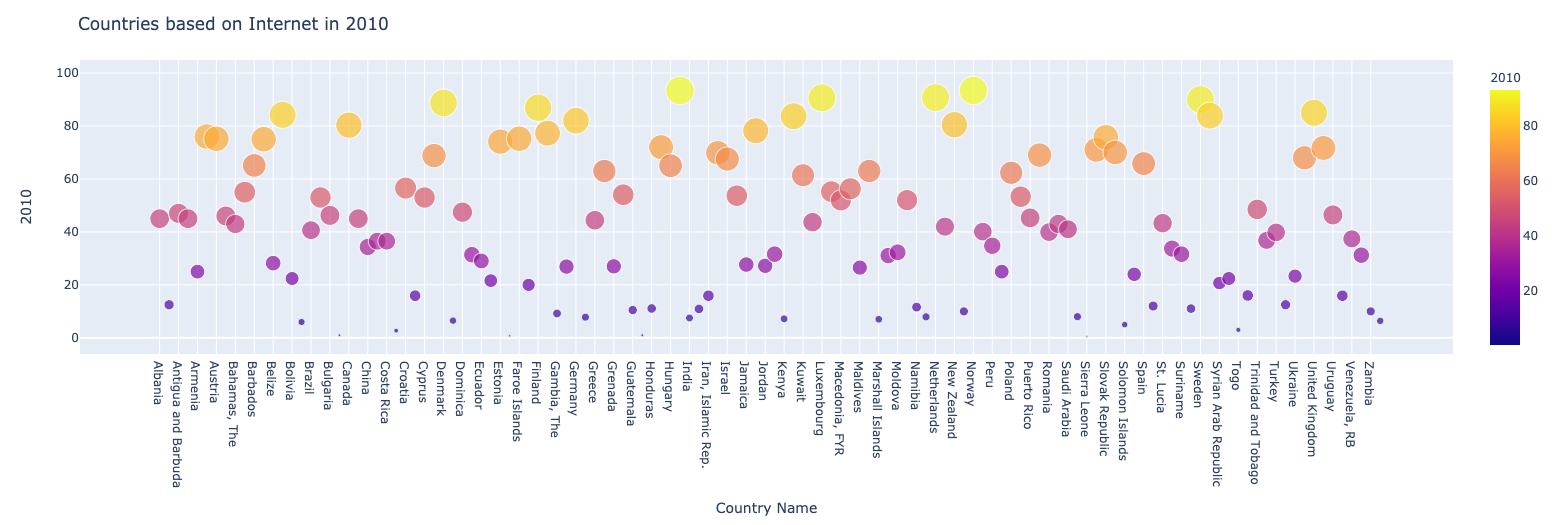 Countries based on Internet in 2010
2010
100
80
60
40
20
0
2010
80
60
40
20
Albania
Antigua and Barbuda
Armenia
Austria
Bahamas, The
Barbados
Belize
Bolivia
Brazil
Bulgaria
Canada
China
Costa Rica
Croatia
Cyprus
Denmark
Dominica
Ecuador
Estonia
Faroe Islands
Finland
Gambia, The
Germany
Greece
Grenada
Guatemala
Honduras
Hungary
India
Iran, Islamic Rep.
Israel
Jamaica
Jordan
Kenya
Kuwait
Luxembourg
Macedonia, FYR
Maldives
Marshall Islands
Moldova
Namibia
Netherlands
New Zealand
Norway
Peru
Poland
Puerto Rico
Romania
Saudi Arabia
Sierra Leone
Slovak Republic
Solomon Islands
Spain
St. Lucia
Suriname
Sweden
Syrian Arab Republic
Togo
Trinidad and Tobago
Turkey
Ukraine
United Kingdom
Uruguay
Venezuela, RB
Zambia
Country Name